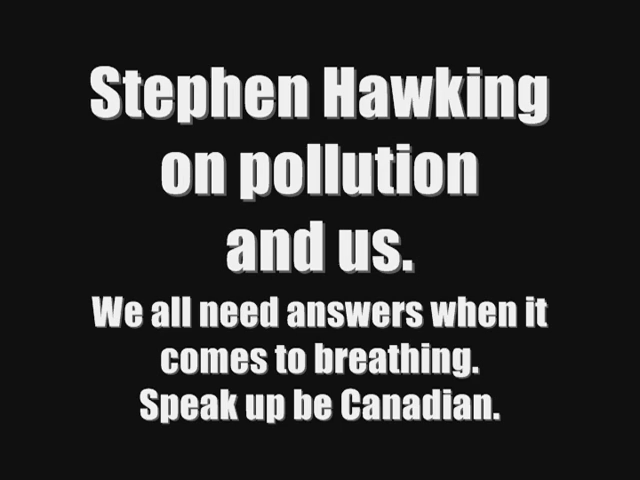 Stephen Hawking
on pollution
and us.
We all need answers when it
comes to breathing.
Speak up be Canadian.